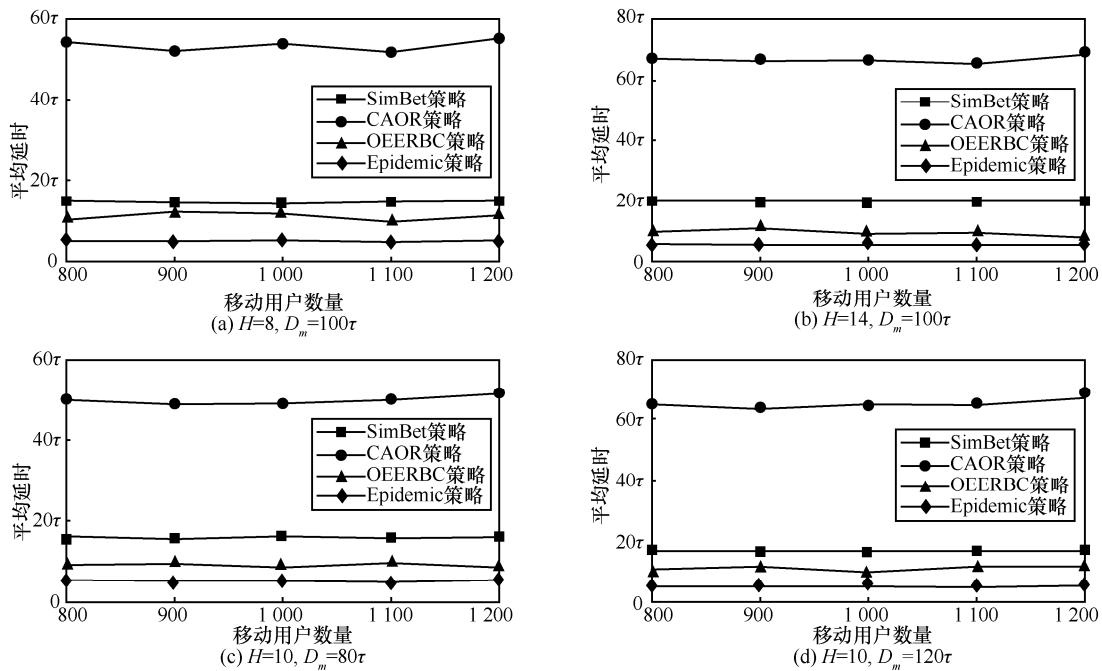 60τ
40τ
20τ
0
平均延时
SimBet策略
CAOR策略
OEERBC策略
Epidemic策略
800 900 1 000 1 100 1 200
移动用户数量
(a) H=8, Dm=100τ
80τ
60τ
40τ
20τ
0
平均延时
SimBet策略
CAOR策略
OEERBC策略
Epidemic策略
800 900 1 000 1 100 1 200
移动用户数量
(b) H=14, Dm=100τ
60τ
40τ
20τ
0
平均延时
SimBet策略
CAOR策略
OEERBC策略
Epidemic策略
800 900 1 000 1 100 1 200
移动用户数量
(c) H=10, Dm=80τ
80τ
60τ
40τ
20τ
0
平均延时
SimBet策略
CAOR策略
OEERBC策略
Epidemic策略
800 900 1 000 1 100 1 200
移动用户数量
(d) H=10, Dm=120τ